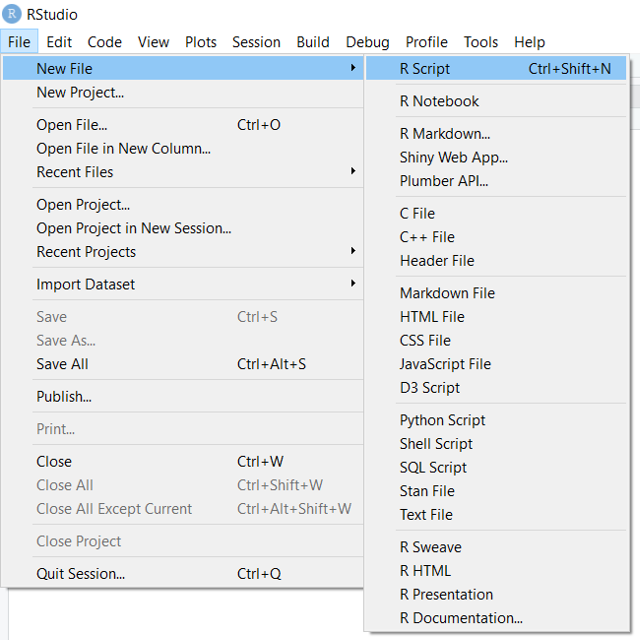 R RStudio
File Edit Code View Plots Session Build Debug Profile Tools Help
New File
New Project...
Open File... Ctrl+O
Open File in New Column...
Recent Files
Open Project...
Open Project in New Session...
Recent Projects
Import Dataset
Save Ctrl+S
Save As...
Save All Ctrl+Alt+S
Publish...
Print...
Close Ctrl+W
Close All Ctrl+Shift+W
Close All Except Current Ctrl+Alt+Shift+W
Close Project
Quit Session... Ctrl+Q
R Script Ctrl+Shift+N
R Notebook
R Markdown...
Shiny Web App...
Plumber API...
C File
C++ File
Header File
Markdown File
HTML File
CSS File
JavaScript File
D3 Script
Python Script
Shell Script
SQL Script
Stan File
Text File
R Sweave
R HTML
R Presentation
R Documentation...